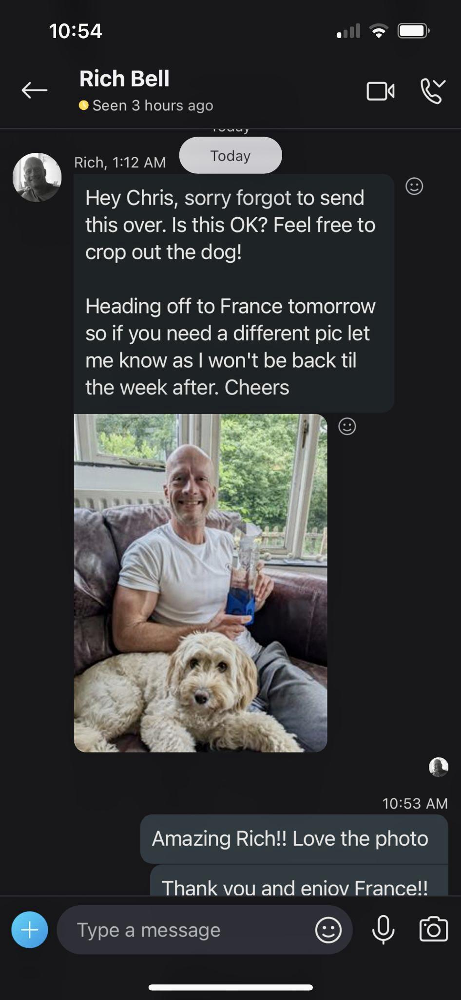 10:54
Rich Bell
Seen 3 hours ago
Today
Today
Rich, 1:12 AM
Hey Chris, sorry forgot to send
this over. Is this OK? Feel free to
crop out the dog!
Heading off to France tomorrow
so if you need a different pic let
me know as I won't be back til
the week after. Cheers
10:53 AM
Amazing Rich!! Love the photo
Thank you and enjoy France!!
Type a message